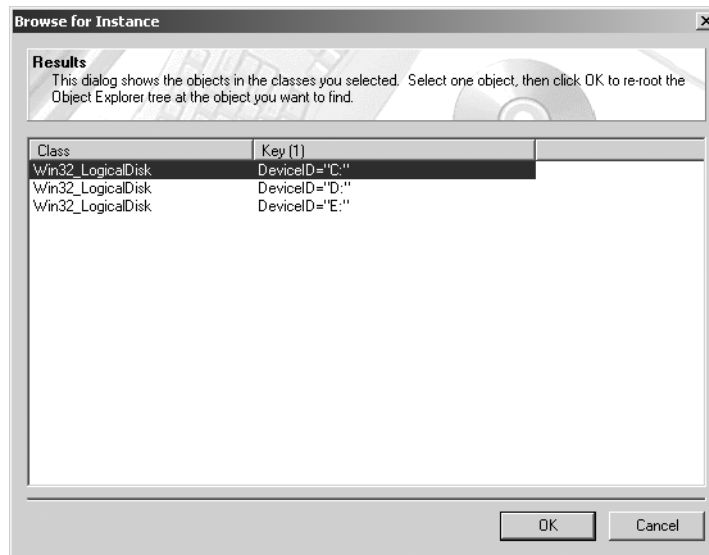 Browse for Instance
Results
This dialog shows the objects in the classes you selected. Select one object, then click OK to re-root the
Object Explorer tree at the object you want to find.
Class Key (1)
Win32_LogicalDisk DeviceID="C:"
Win32_LogicalDisk DeviceID="D:"
Win32_LogicalDisk DeviceID="E:"
OK Cancel